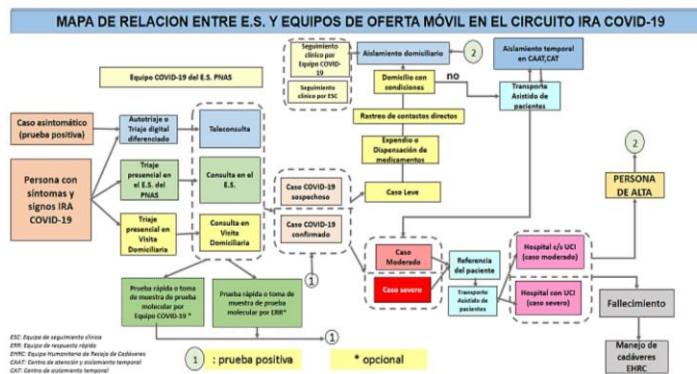 MAPA DE RELACION ENTRE E.S. Y EQUIPOS DE OFERTA MÓVIL EN EL CIRCUITO IRA COVID-19
Seguimiento
clínico por
Equipo COVID-
19
Seguimiento
clínico por ESC
Aislamiento domiciliario
2
Aislamiento temporal
en CAAT,CAT
Equipo COVID-19 del E.S. PNAS
Domicilio con
condiciones
no
Transporte
Asistido de
pacientes
Caso asintomático
(prueba positiva)
Autotriaje o
Triaje digital
diferenciado
Teleconsulta
Rastreo de contactos directos
Expendio o
Dispensación de
medicamentos
2
Persona con
síntomas y
signos IRA
COVID-19
Triaje
presencial en
el E.S. del
PNAS
Consulta en el
E.S.
Caso COVID-19
sospechoso
Caso Leve
PERSONA
DE ALTA
Triaje
presencial en
Visita
Domiciliaria
Consulta en
Visita
Domiciliaria
Caso COVID-19
confirmado
Caso
Moderado
Caso severo
Referencia
del paciente
Transporte
Asistido de
pacientes
Hospital c/s UCI
(caso moderado)
Hospital con UCI
(caso severo)
1
Prueba rápida o toma
de muestra de prueba
molecular por
Equipo COVID-19 *
Prueba rápida o toma
de muestra de prueba
molecular por ERR*
Fallecimiento
1
Manejo de
cadáveres
EHRC
ESC: Equipo de seguimiento clínico
ERR: Equipo de respuesta rápida
EHRC: Equipo Humanitario de Recojo de Cadáveres
CAAT: Centro de atención y aislamiento temporal
CAT: Centro de aislamiento temporal
1 : prueba positiva
* opcional